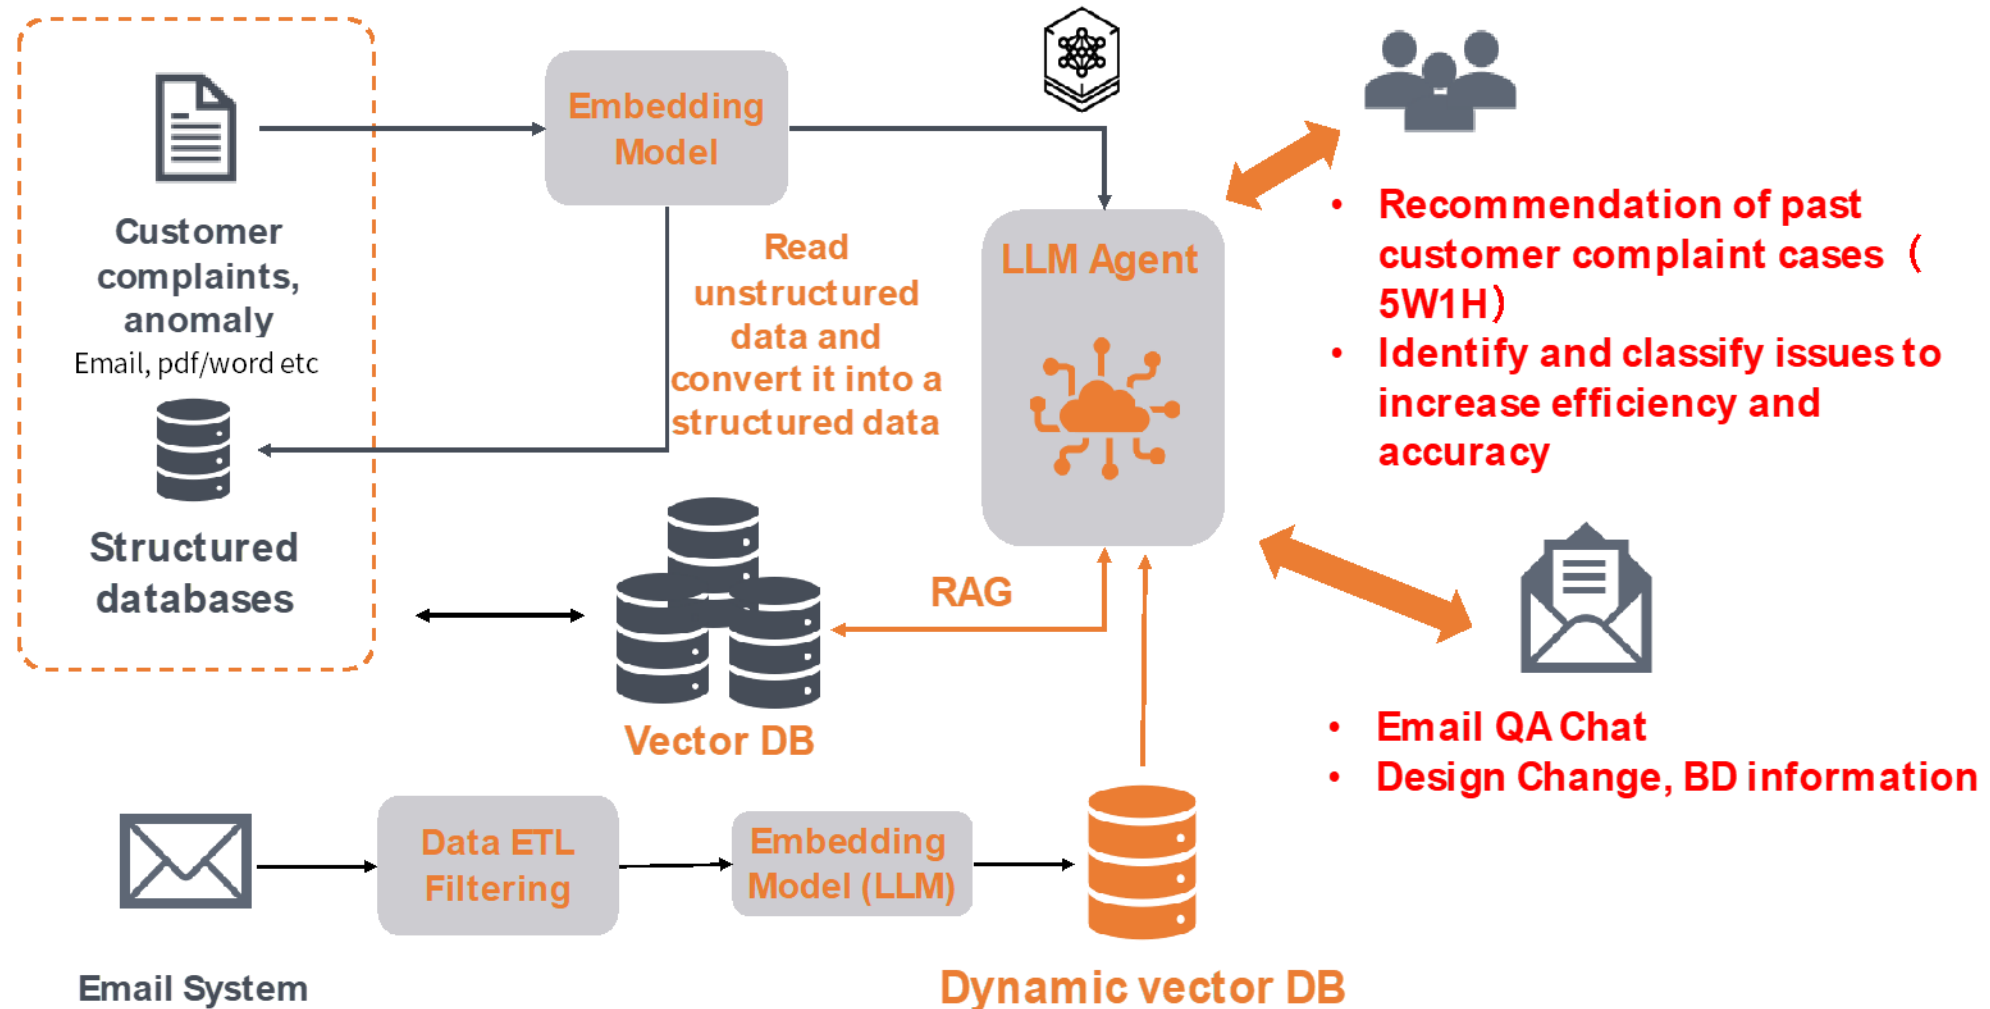 Customer
complaints,
anomaly
Email, pdf/word etc
Structured
databases
Embedding
Model
Read
unstructured
data and
convert it into a
structured data
LLM Agent
• Recommendation of past
customer complaint cases（
5W1H）
• Identify and classify issues to
increase efficiency and
accuracy
RAG
Vector DB
• Email QA Chat
• Design Change, BD information
Email System
Data ETL
Filtering
Embedding
Model (LLM)
Dynamic vector DB